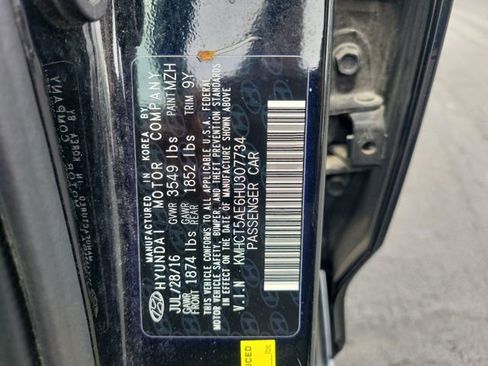 MANUFACTURED IN KOREA BY
HYUNDAI MOTOR COMPANY
JUL/28/16 GVWR 3549 lbs PAINT MZH
GAWR FRONT 1874 lbs GAWR REAR 1852 lbs TRIM 9Y
THIS VEHICLE CONFORMS TO ALL APPLICABLE U.S.A. FEDERAL
MOTOR VEHICLE SAFETY, BUMPER, AND THEFT PREVENTION STANDARDS
IN EFFECT ON THE DATE OF MANUFACTURE SHOWN ABOVE
V.I.N KMHCT5AE6HU307734
PASSENGER CAR